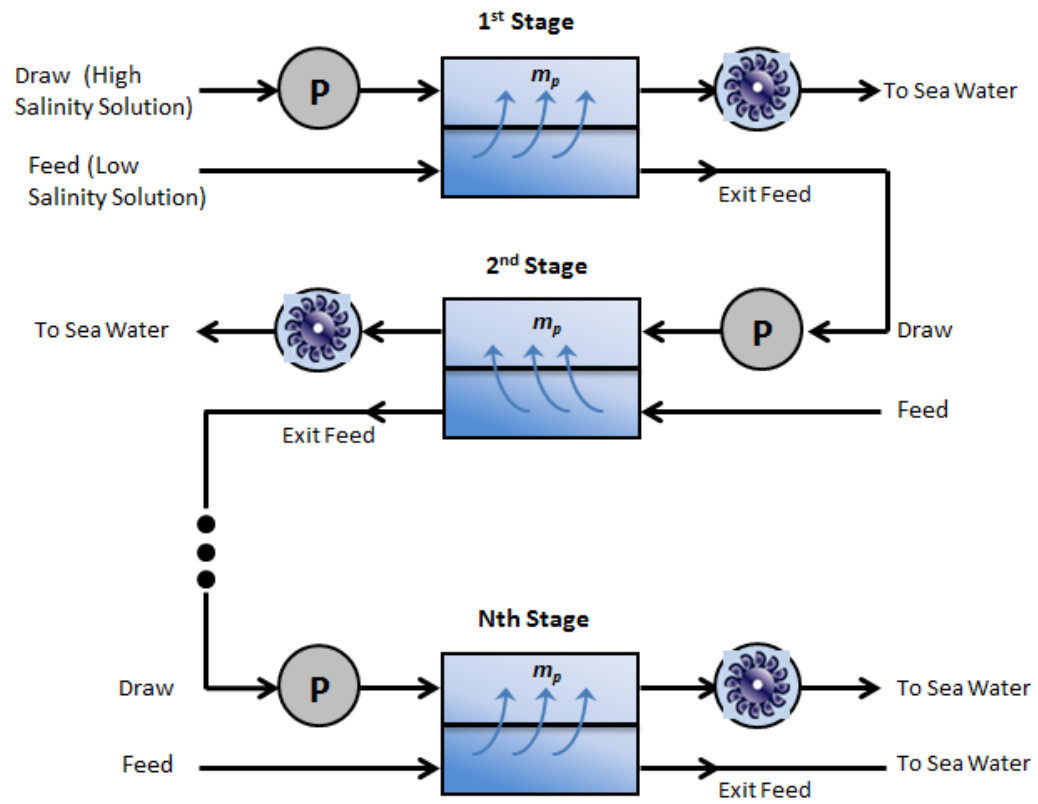 1st Stage
Draw (High
Salinity Solution)
P
mp
To Sea Water
Feed (Low
Salinity Solution)
Exit Feed
2nd Stage
To Sea Water
mp
P
Draw
Exit Feed
Feed
Nth Stage
Draw
P
mp
To Sea Water
Feed
Exit Feed
To Sea Water